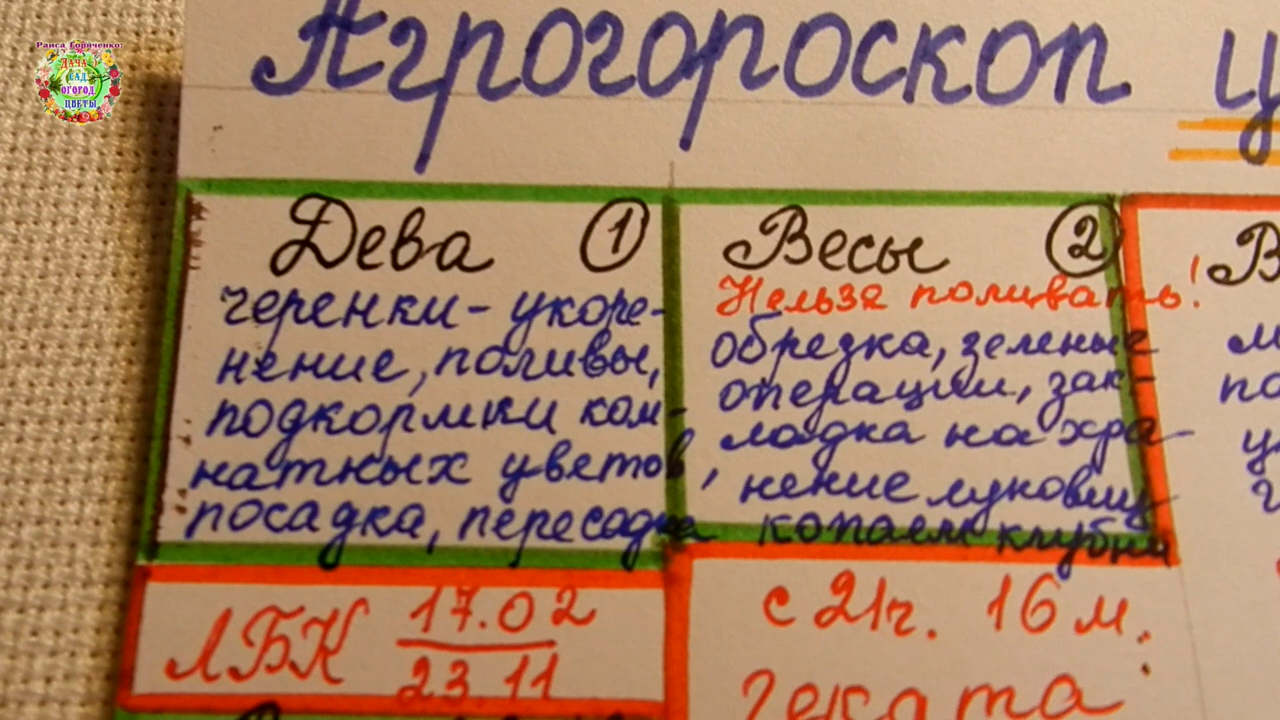 Раиса Горяченко:
Дача
сад
огород
цветы
Агрогороскоп
Дева 1
черенки - укоре-
нение, поливы,
подкормки ком-
натных цветов,
посадка, пересадка
ЛБК 17.02
23 11
Весы 2
Нельзя поливать!
обрезка, зеленые
операции, зак-
ладка на хра-
нение луковиц
копаем клубни
с 21ч. 16 м.
Геката